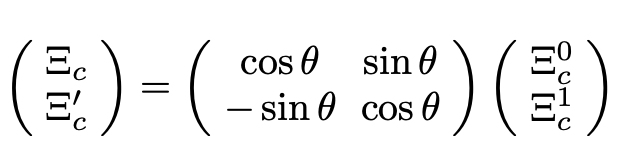 ( Ξ_c ) = ( cos θ sin θ ) ( Ξ_c^0 )
( Ξ′_c ) ( − sin θ cos θ ) ( Ξ_c^1 )